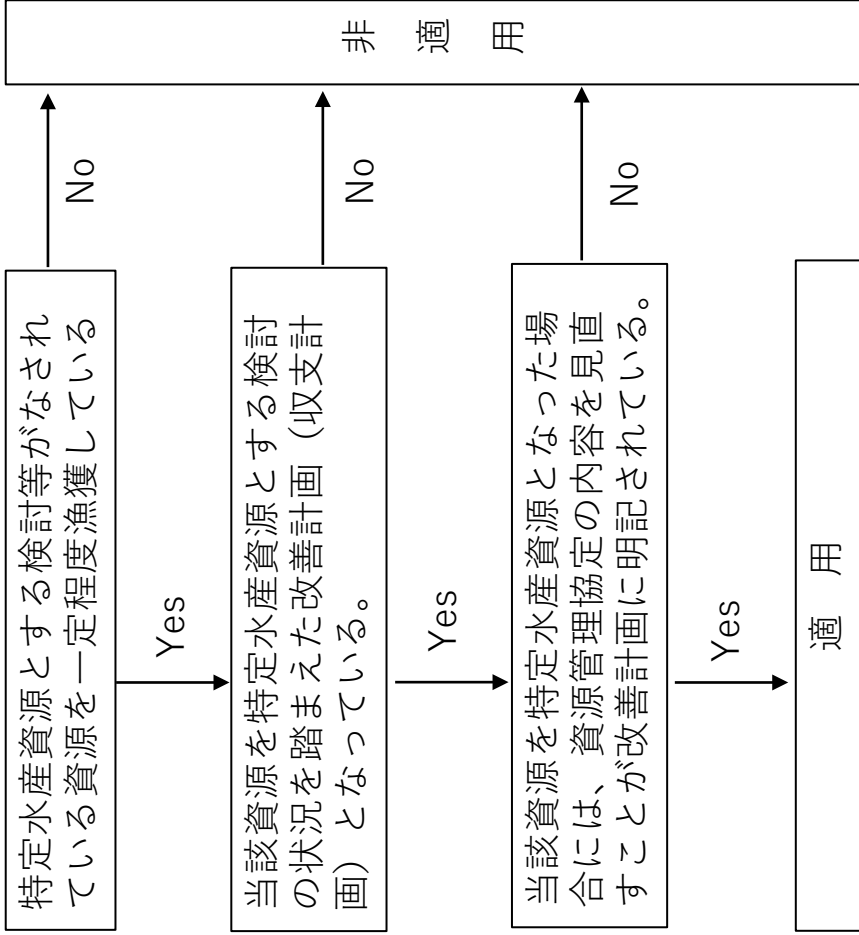 特定水産資源とする検討等がなされ
ている資源を一定程度漁獲している
No
Yes
当該資源を特定水産資源とする検討
の状況を踏まえた改善計画（収支計
画）となっている。
No
Yes
当該資源を特定水産資源となった場
合には、資源管理協定の内容を見直
すことが改善計画に明記されている。
No
Yes
適用
非適用